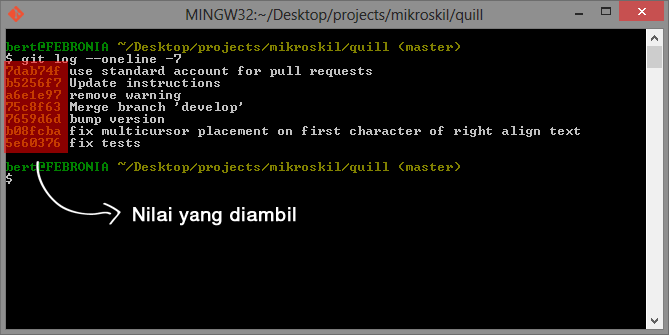 MINGW32:~/Desktop/projects/mikroskil/quill
bert@FEBRONIA ~/Desktop/projects/mikroskil/quill (master)
$ git log --oneline -7
7dab74f use standard account for pull requests
b5256f7 Update instructions
a6e1e97 remove warning
75c8f63 Merge branch 'develop'
7659d6d bump version
b08fcba fix multicursor placement on first character of right align text
5e60376 fix tests
bert@FEBRONIA ~/Desktop/projects/mikroskil/quill (master)
$
Nilai yang diambil